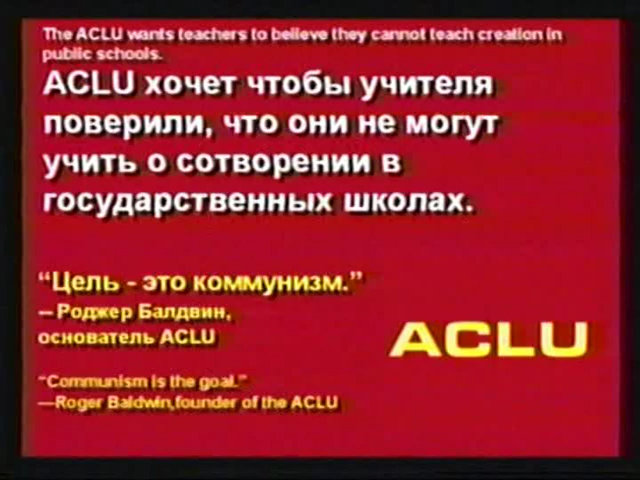 The ACLU wants teachers to believe they cannot teach creation in
public schools.
ACLU хочет чтобы учителя
поверили, что они не могут
учить о сотворении в
государственных школах.
“Цель - это коммунизм.”
-- Роджер Балдвин,
основатель ACLU
ACLU
“Communism is the goal.”
—Roger Baldwin,founder of the ACLU